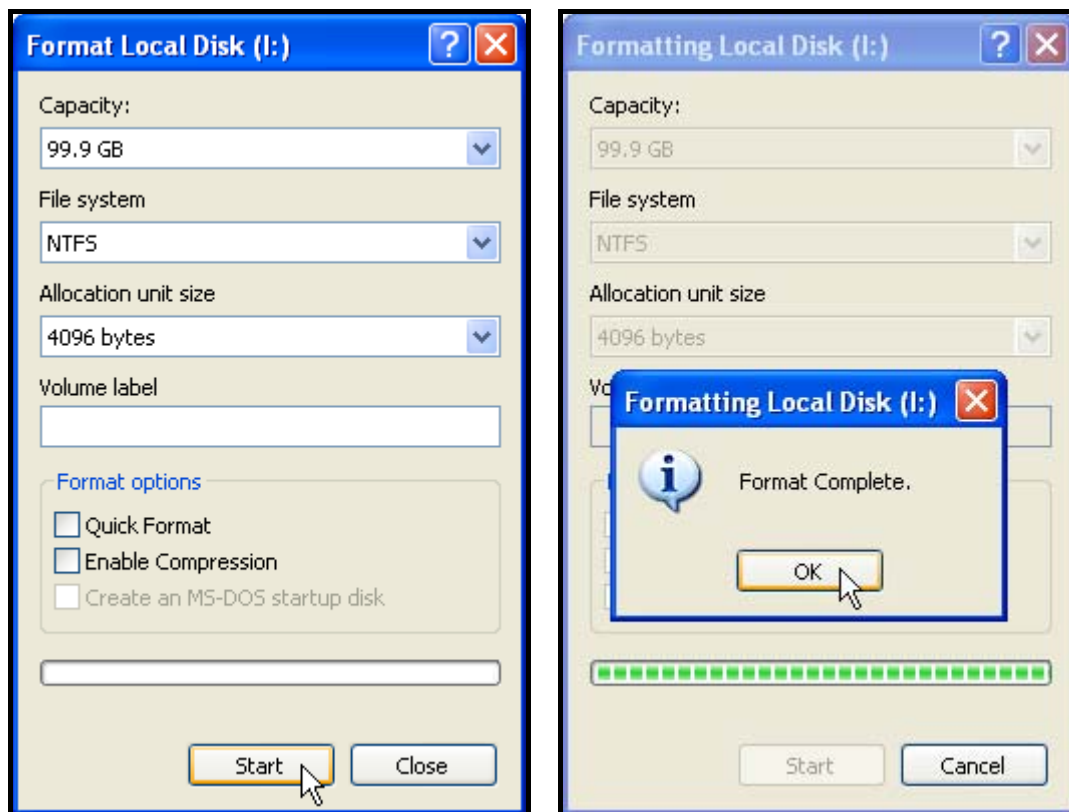 Format Local Disk (I:)
Capacity:
99.9 GB
File system
NTFS
Allocation unit size
4096 bytes
Volume label
Format options
Quick Format
Enable Compression
Create an MS-DOS startup disk
Start
Close
Formatting Local Disk (I:)
Capacity:
99.9 GB
File system
NTFS
Allocation unit size
4096 bytes
Formatting Local Disk (I:)
Format Complete.
OK
Start
Cancel